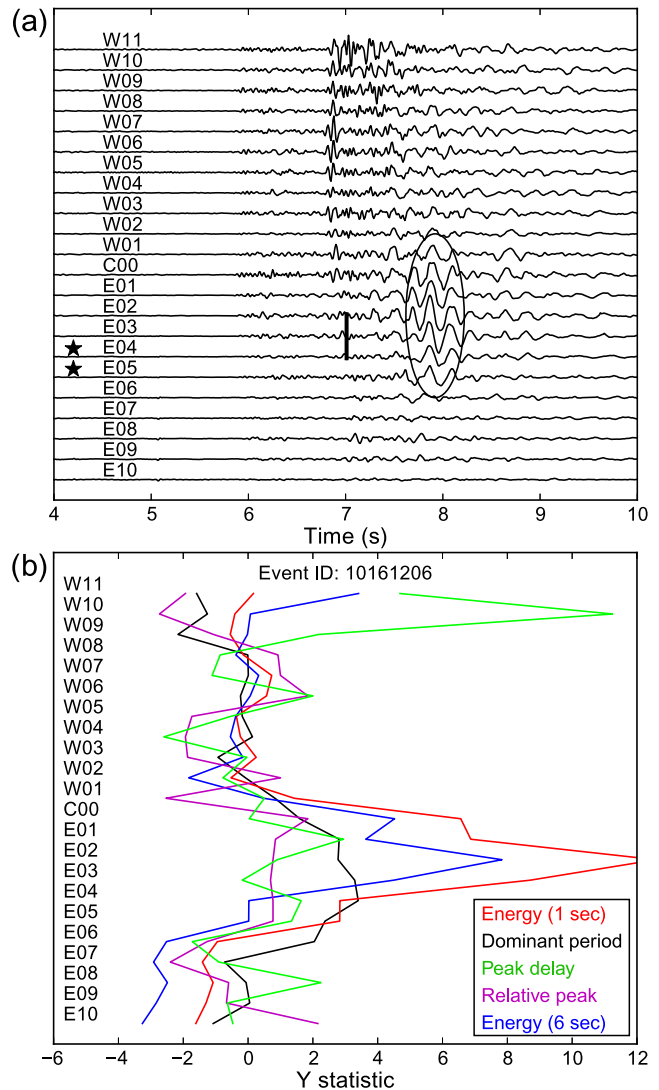 (a)
W11
W10
W09
W08
W07
W06
W05
W04
W03
W02
W01
C00
E01
E02
E03
★ E04
★ E05
E06
E07
E08
E09
E10
4 5 6 7 8 9 10
Time (s)
(b)
Event ID: 10161206
W11
W10
W09
W08
W07
W06
W05
W04
W03
W02
W01
C00
E01
E02
E03
E04
E05
E06
E07
E08
E09
E10
Energy (1 sec)
Dominant period
Peak delay
Relative peak
Energy (6 sec)
−6 −4 −2 0 2 4 6 8 10 12
Y statistic